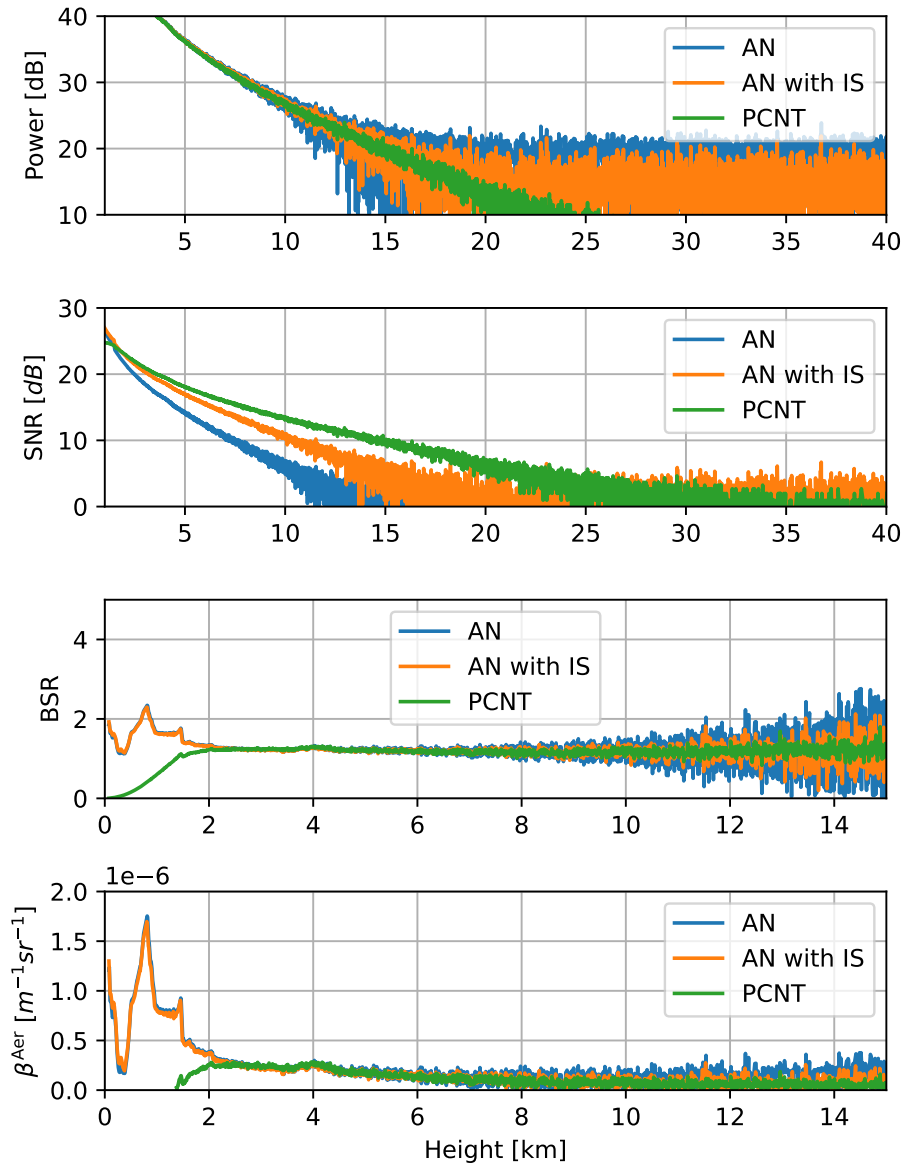 40
30
20
10
Power [dB]
AN
AN with IS
PCNT
5 10 15 20 25 30 35 40
30
20
10
0
SNR [dB]
AN
AN with IS
PCNT
5 10 15 20 25 30 35 40
4
2
0
BSR
AN
AN with IS
PCNT
0 2 4 6 8 10 12 14
1e−6
2.0
1.5
1.0
0.5
0.0
β^Aer [m⁻¹sr⁻¹]
AN
AN with IS
PCNT
0 2 4 6 8 10 12 14
Height [km]